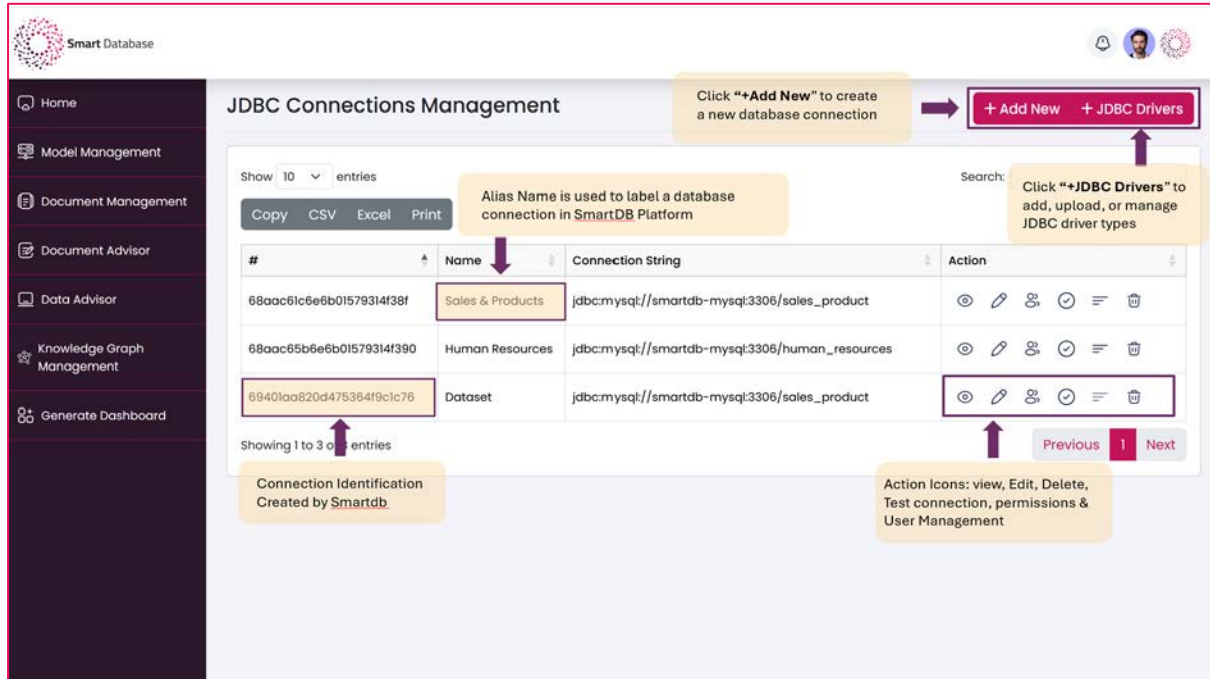 Smart Database
Home
Model Management
Document Management
Document Advisor
Data Advisor
Knowledge Graph
Management
Generate Dashboard
JDBC Connections Management
Click “+Add New” to create
a new database connection
+ Add New + JDBC Drivers
Show 10 entries
Search:
Click “+JDBC Drivers” to
add, upload, or manage
JDBC driver types
Alias Name is used to label a database
connection in SmartDB Platform
Copy CSV Excel Print
# Name Connection String Action
68aac61c6e6b01579314f38f Sales & Products jdbc:mysql://smartdb-mysql:3306/sales_product
68aac65b6e6b01579314f390 Human Resources jdbc:mysql://smartdb-mysql:3306/human_resources
69401aa820d475364f9c1c76 Dataset jdbc:mysql://smartdb-mysql:3306/sales_product
Showing 1 to 3 of entries
Previous 1 Next
Connection Identification
Created by Smartdb
Action Icons: view, Edit, Delete,
Test connection, permissions &
User Management